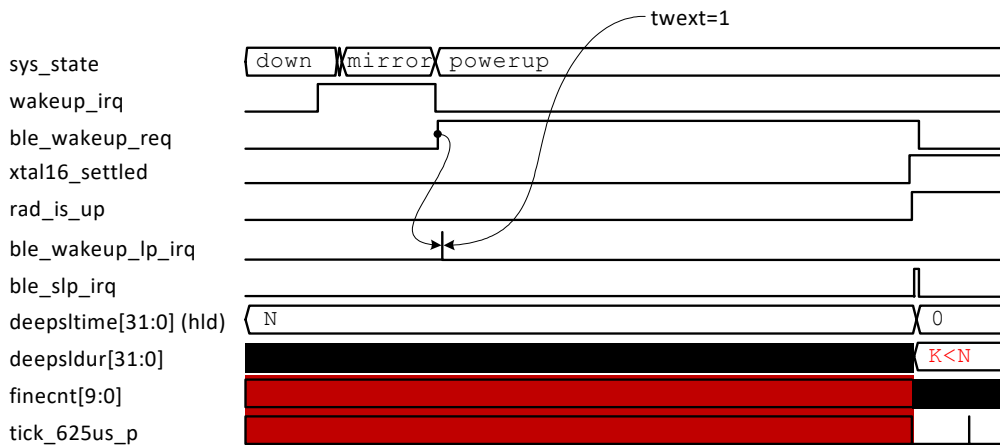 twext=1
sys_state down mirror powerup
wakeup_irq
ble_wakeup_req
xtal16_settled
rad_is_up
ble_wakeup_lp_irq
ble_slp_irq
deepsltime[31:0] (hld) N 0
deepsldur[31:0] K<N
finecnt[9:0]
tick_625us_p